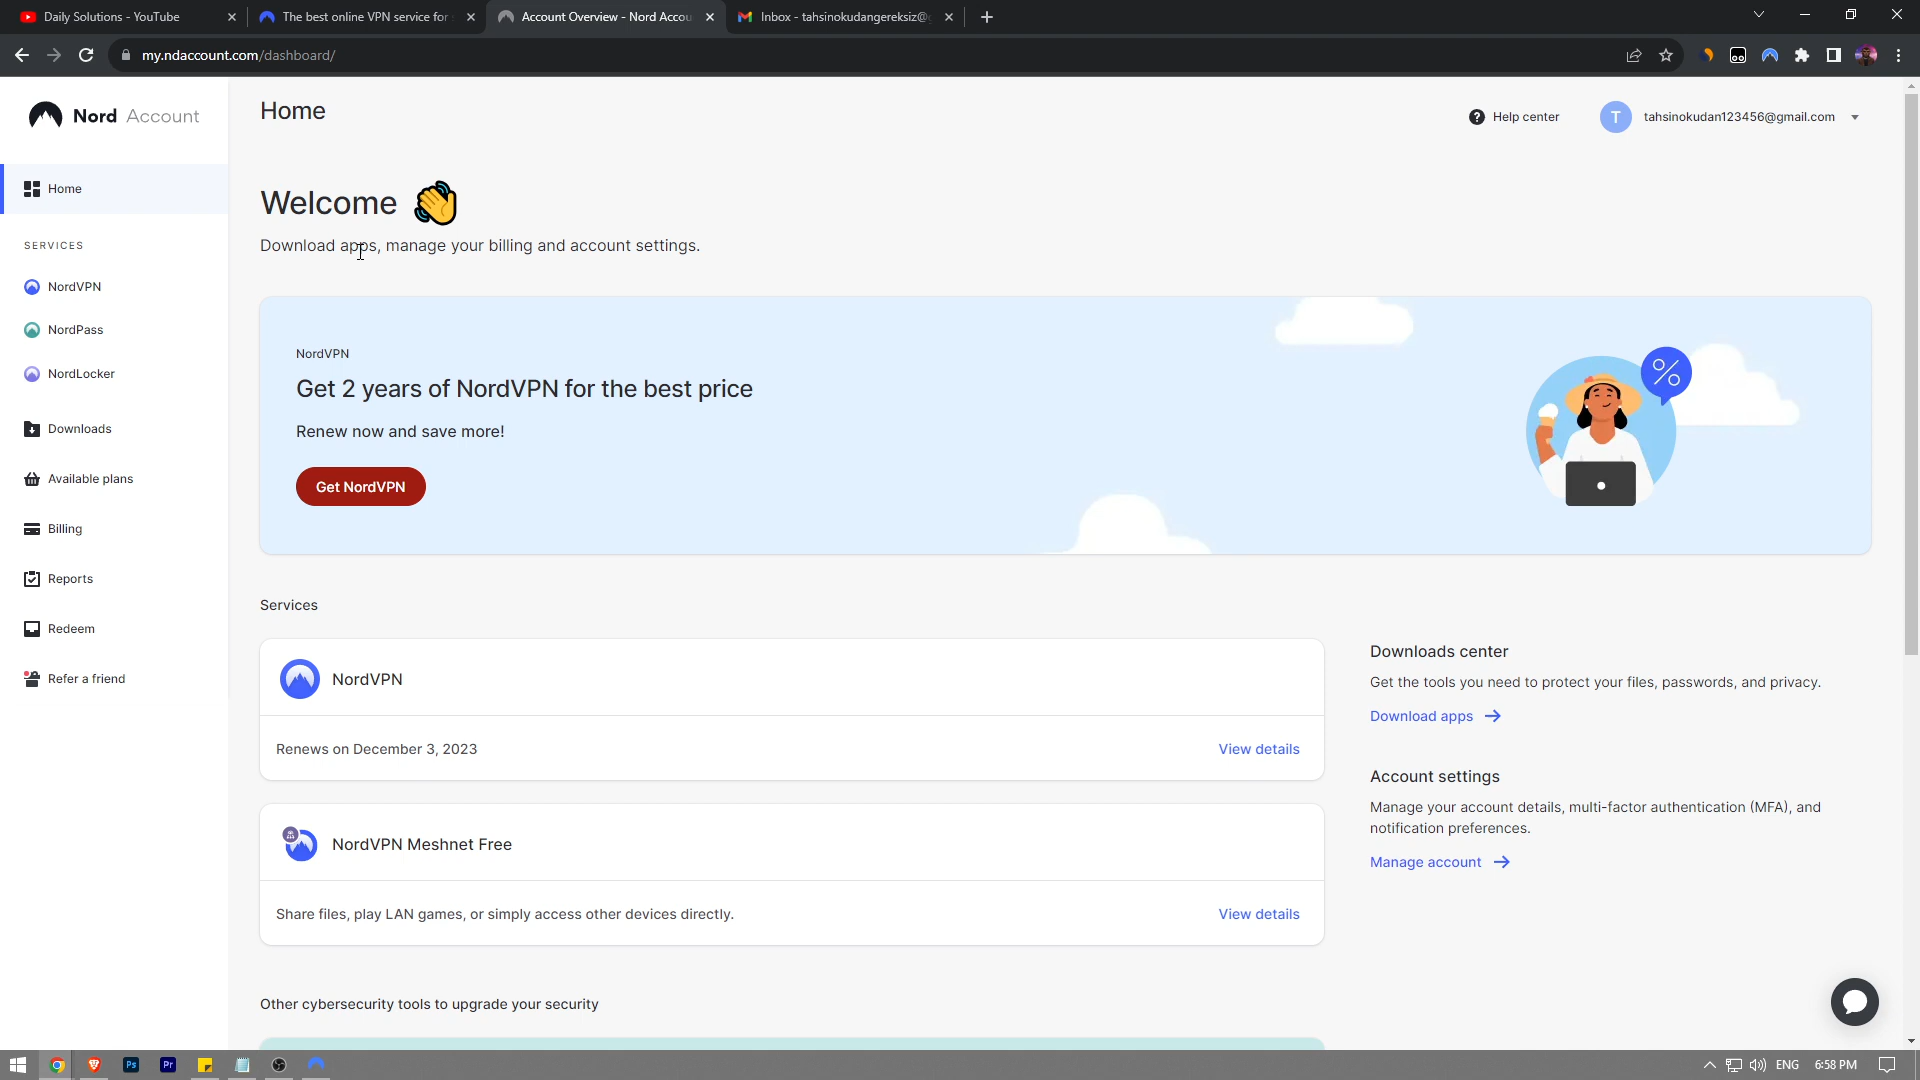 Daily Solutions - YouTube
The best online VPN service for
Account Overview - Nord Accou
Inbox - tahsinokudangereksiz@
my.ndaccount.com/dashboard/
Nord Account
Home
Help center
T
tahsinokudan123456@gmail.com
Home
SERVICES
NordVPN
NordPass
NordLocker
Downloads
Available plans
Billing
Reports
Redeem
Refer a friend
Welcome
Download apps, manage your billing and account settings.
NordVPN
Get 2 years of NordVPN for the best price
Renew now and save more!
Get NordVPN
%
Services
NordVPN
Renews on December 3, 2023
View details
NordVPN Meshnet Free
Share files, play LAN games, or simply access other devices directly.
View details
Downloads center
Get the tools you need to protect your files, passwords, and privacy.
Download apps
Account settings
Manage your account details, multi-factor authentication (MFA), and
notification preferences.
Manage account
Other cybersecurity tools to upgrade your security
Ps
Pr
ENG
6:58 PM